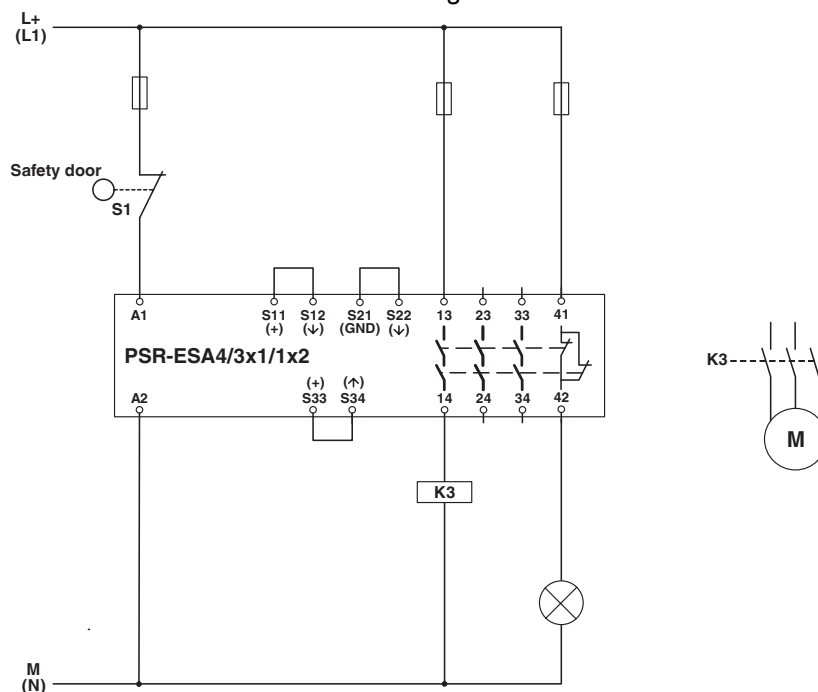 L+
(L1)
Safety door
S1
A1 S11 S12 S21 S22 13 23 33 41
(+) (↓) (GND) (↓)
PSR-ESA4/3x1/1x2
(+) (↑)
A2 S33 S34 14 24 34 42
K3
M
K3
M
(N)